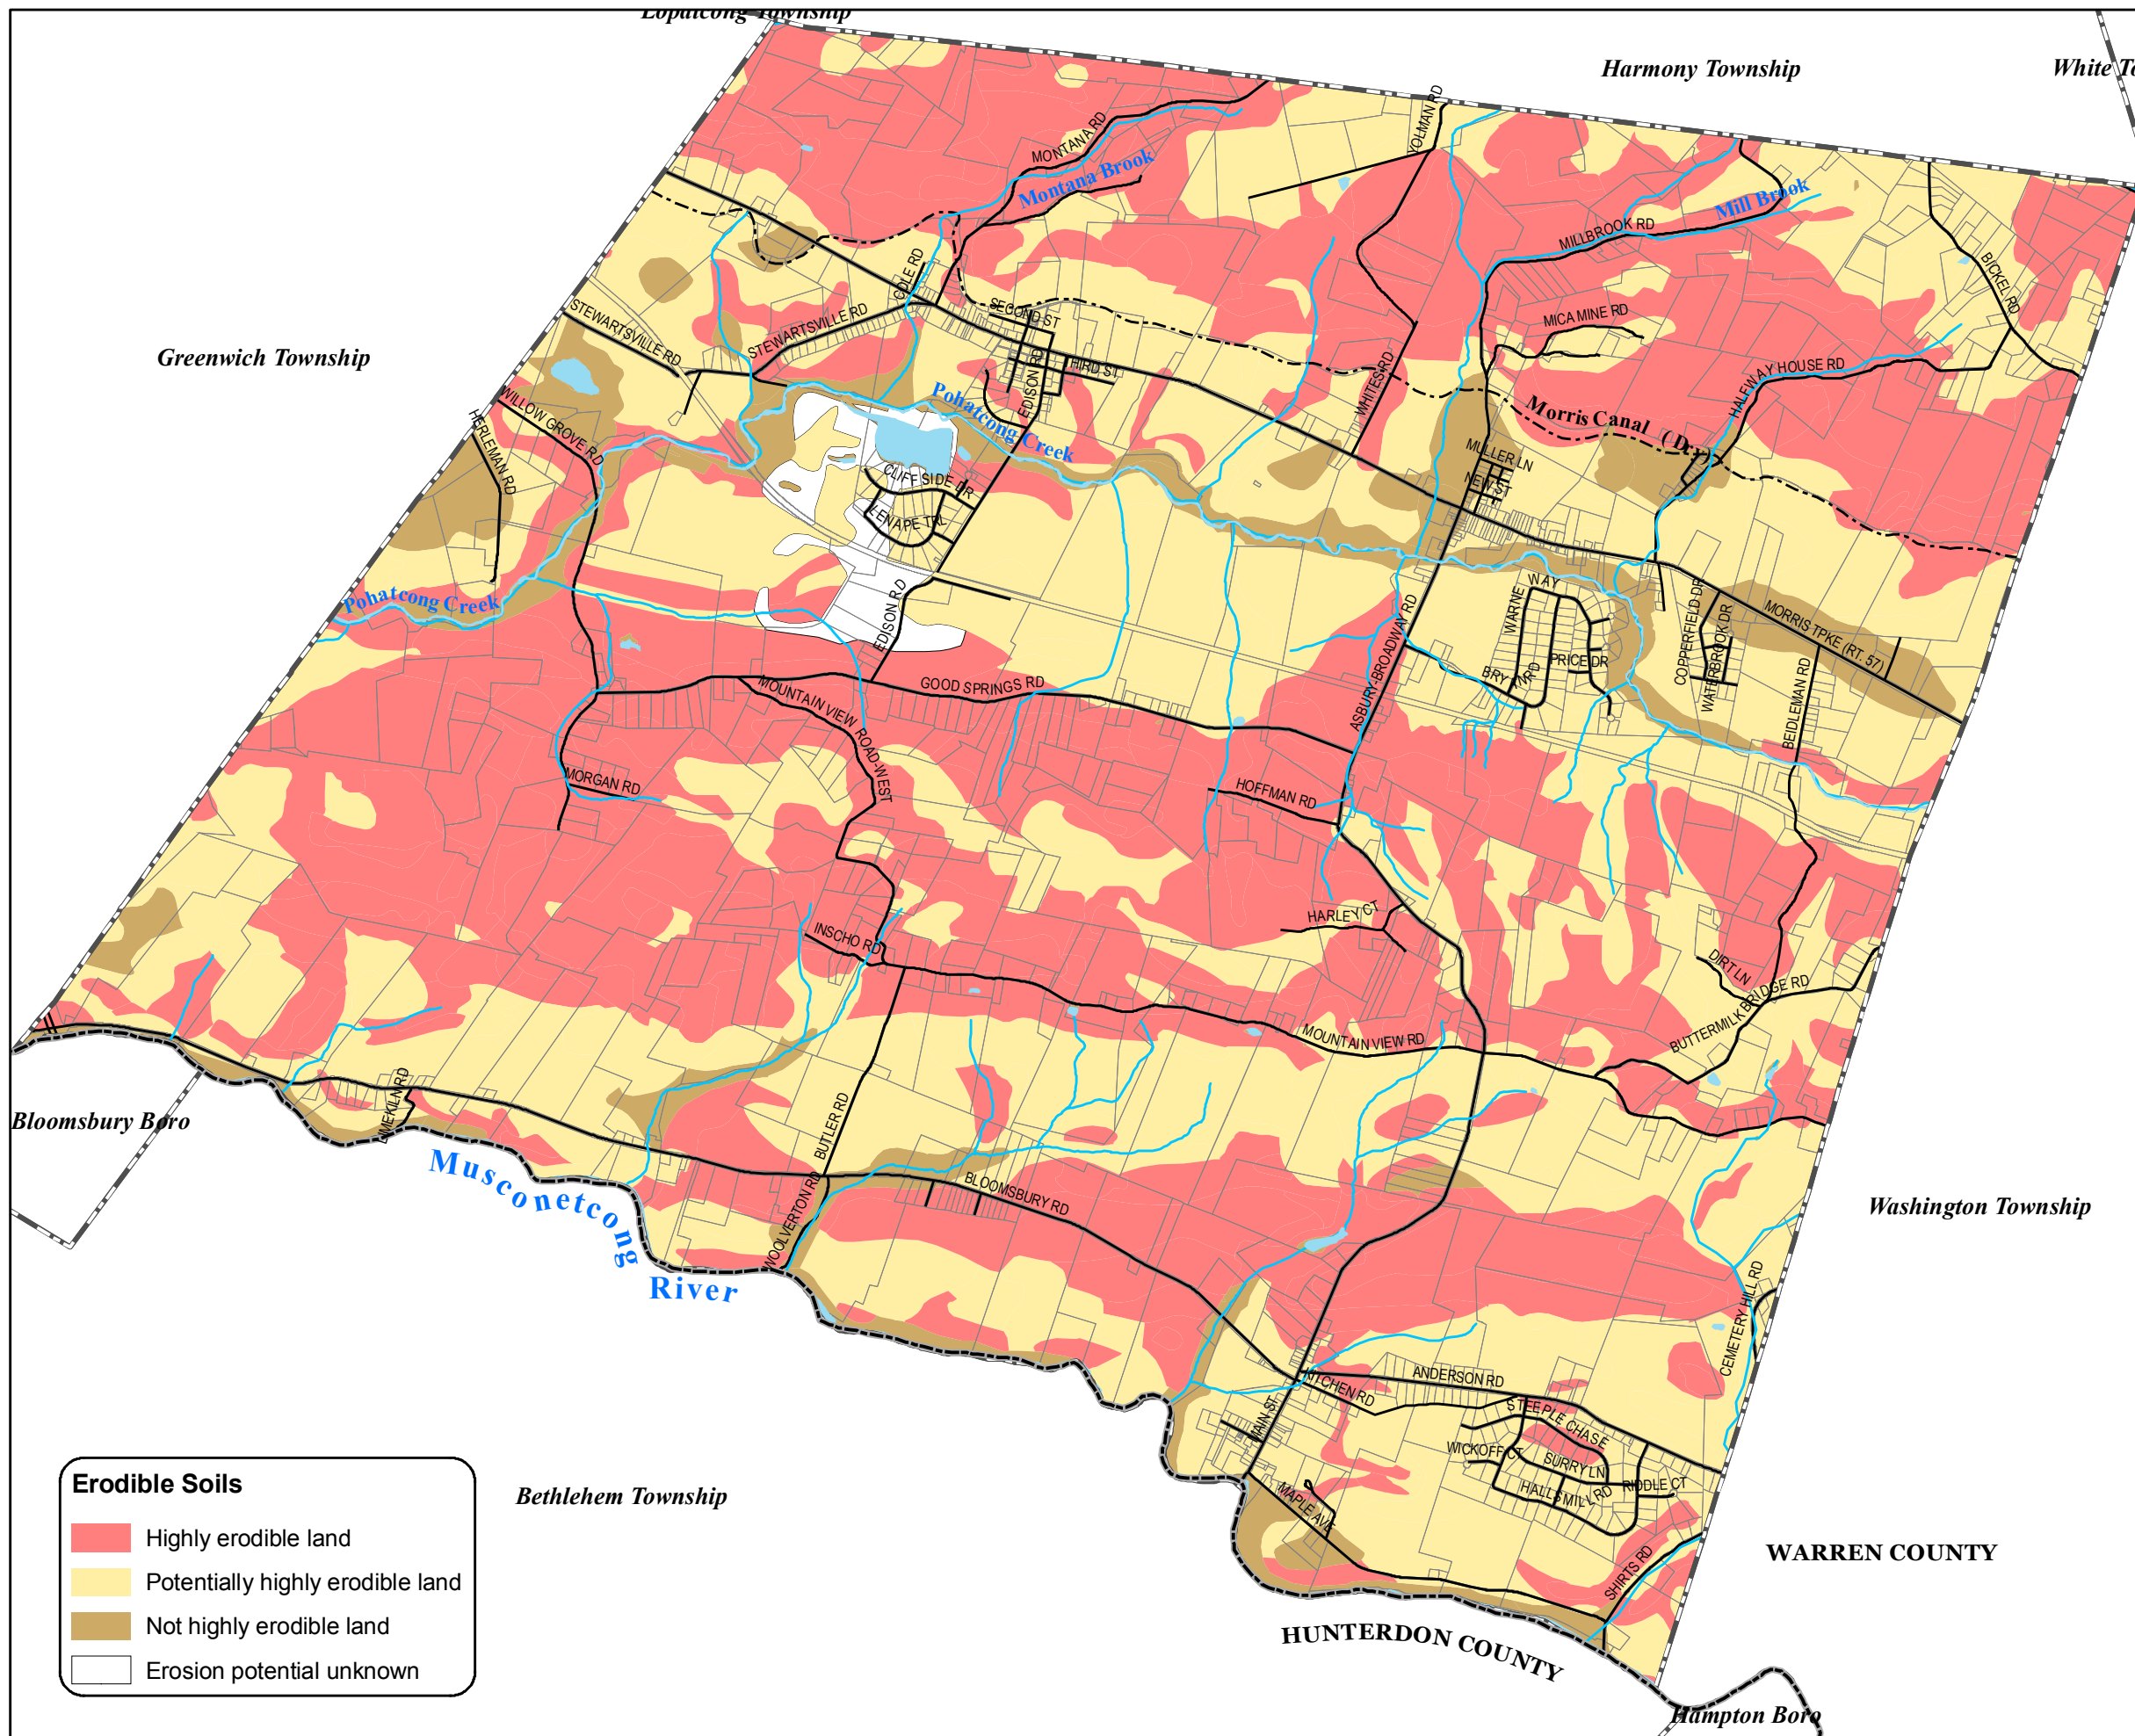 Lopatcong Township
Harmony Township
White To
YOLMAN RD
MONTANA RD
Montana Brook
Mill Brook
MILLBROOK RD
BICKEL RD
COLE RD
SECOND ST
MICA MINE RD
STEWARTSVILLE RD
STEWARTSVILLE RD
Greenwich Township
HIRD ST
EDISON RD
WHITES RD
HALFWAY HOUSE RD
Pohatcong Creek
Morris Canal (Dry)
WILLOW GROVE RD
HERLEMAN RD
MULLER LN
NEW ST
CLIFF SIDE DR
LENAPE TRL
Pohatcong Creek
EDISON RD
WARNE WAY
COPPERFIELD DR
WATERBROOK DR
MORRIS TPKE (RT. 57)
ASBURY-BROADWAY RD
PRICE DR
BRYAN RD
BEIDLEMAN RD
GOOD SPRINGS RD
MOUNTAIN VIEW ROAD-WEST
MORGAN RD
HOFFMAN RD
HARLEY CT
INSCHO RD
DIRT LN
BUTTERMILK BRIDGE RD
MOUNTAIN VIEW RD
LIMEKILN RD
BUTLER RD
Bloomsbury Boro
Musconetcong
River
WOOLVERTON RD
BLOOMSBURY RD
Washington Township
CEMETERY HILL RD
ANDERSON RD
KITCHEN RD
MAIN ST
STEEPLE CHASE
WICKOFF CT
SURRY LN
HALLS MILL RD
RIDDLE CT
MAPLE AVE
SHIRTS RD
Bethlehem Township
WARREN COUNTY
HUNTERDON COUNTY
Hampton Boro
Erodible Soils
Highly erodible land
Potentially highly erodible land
Not highly erodible land
Erosion potential unknown